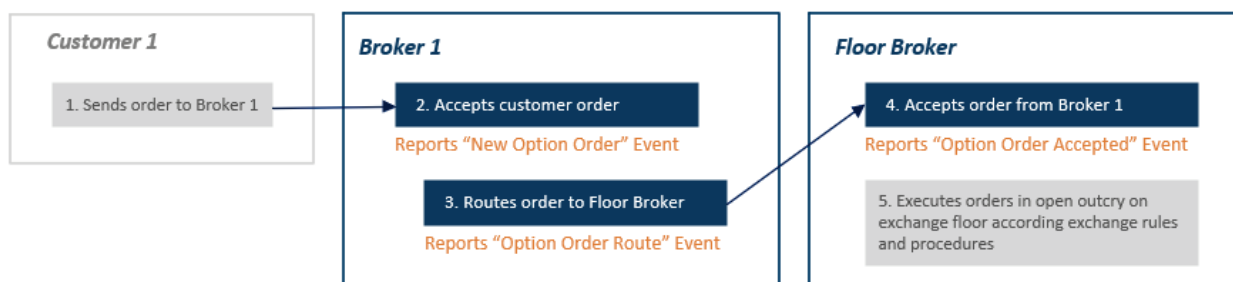 Customer 1
1. Sends order to Broker 1
Broker 1
2. Accepts customer order
Reports “New Option Order” Event
3. Routes order to Floor Broker
Reports “Option Order Route” Event
Floor Broker
4. Accepts order from Broker 1
Reports “Option Order Accepted” Event
5. Executes orders in open outcry on
exchange floor according exchange rules
and procedures